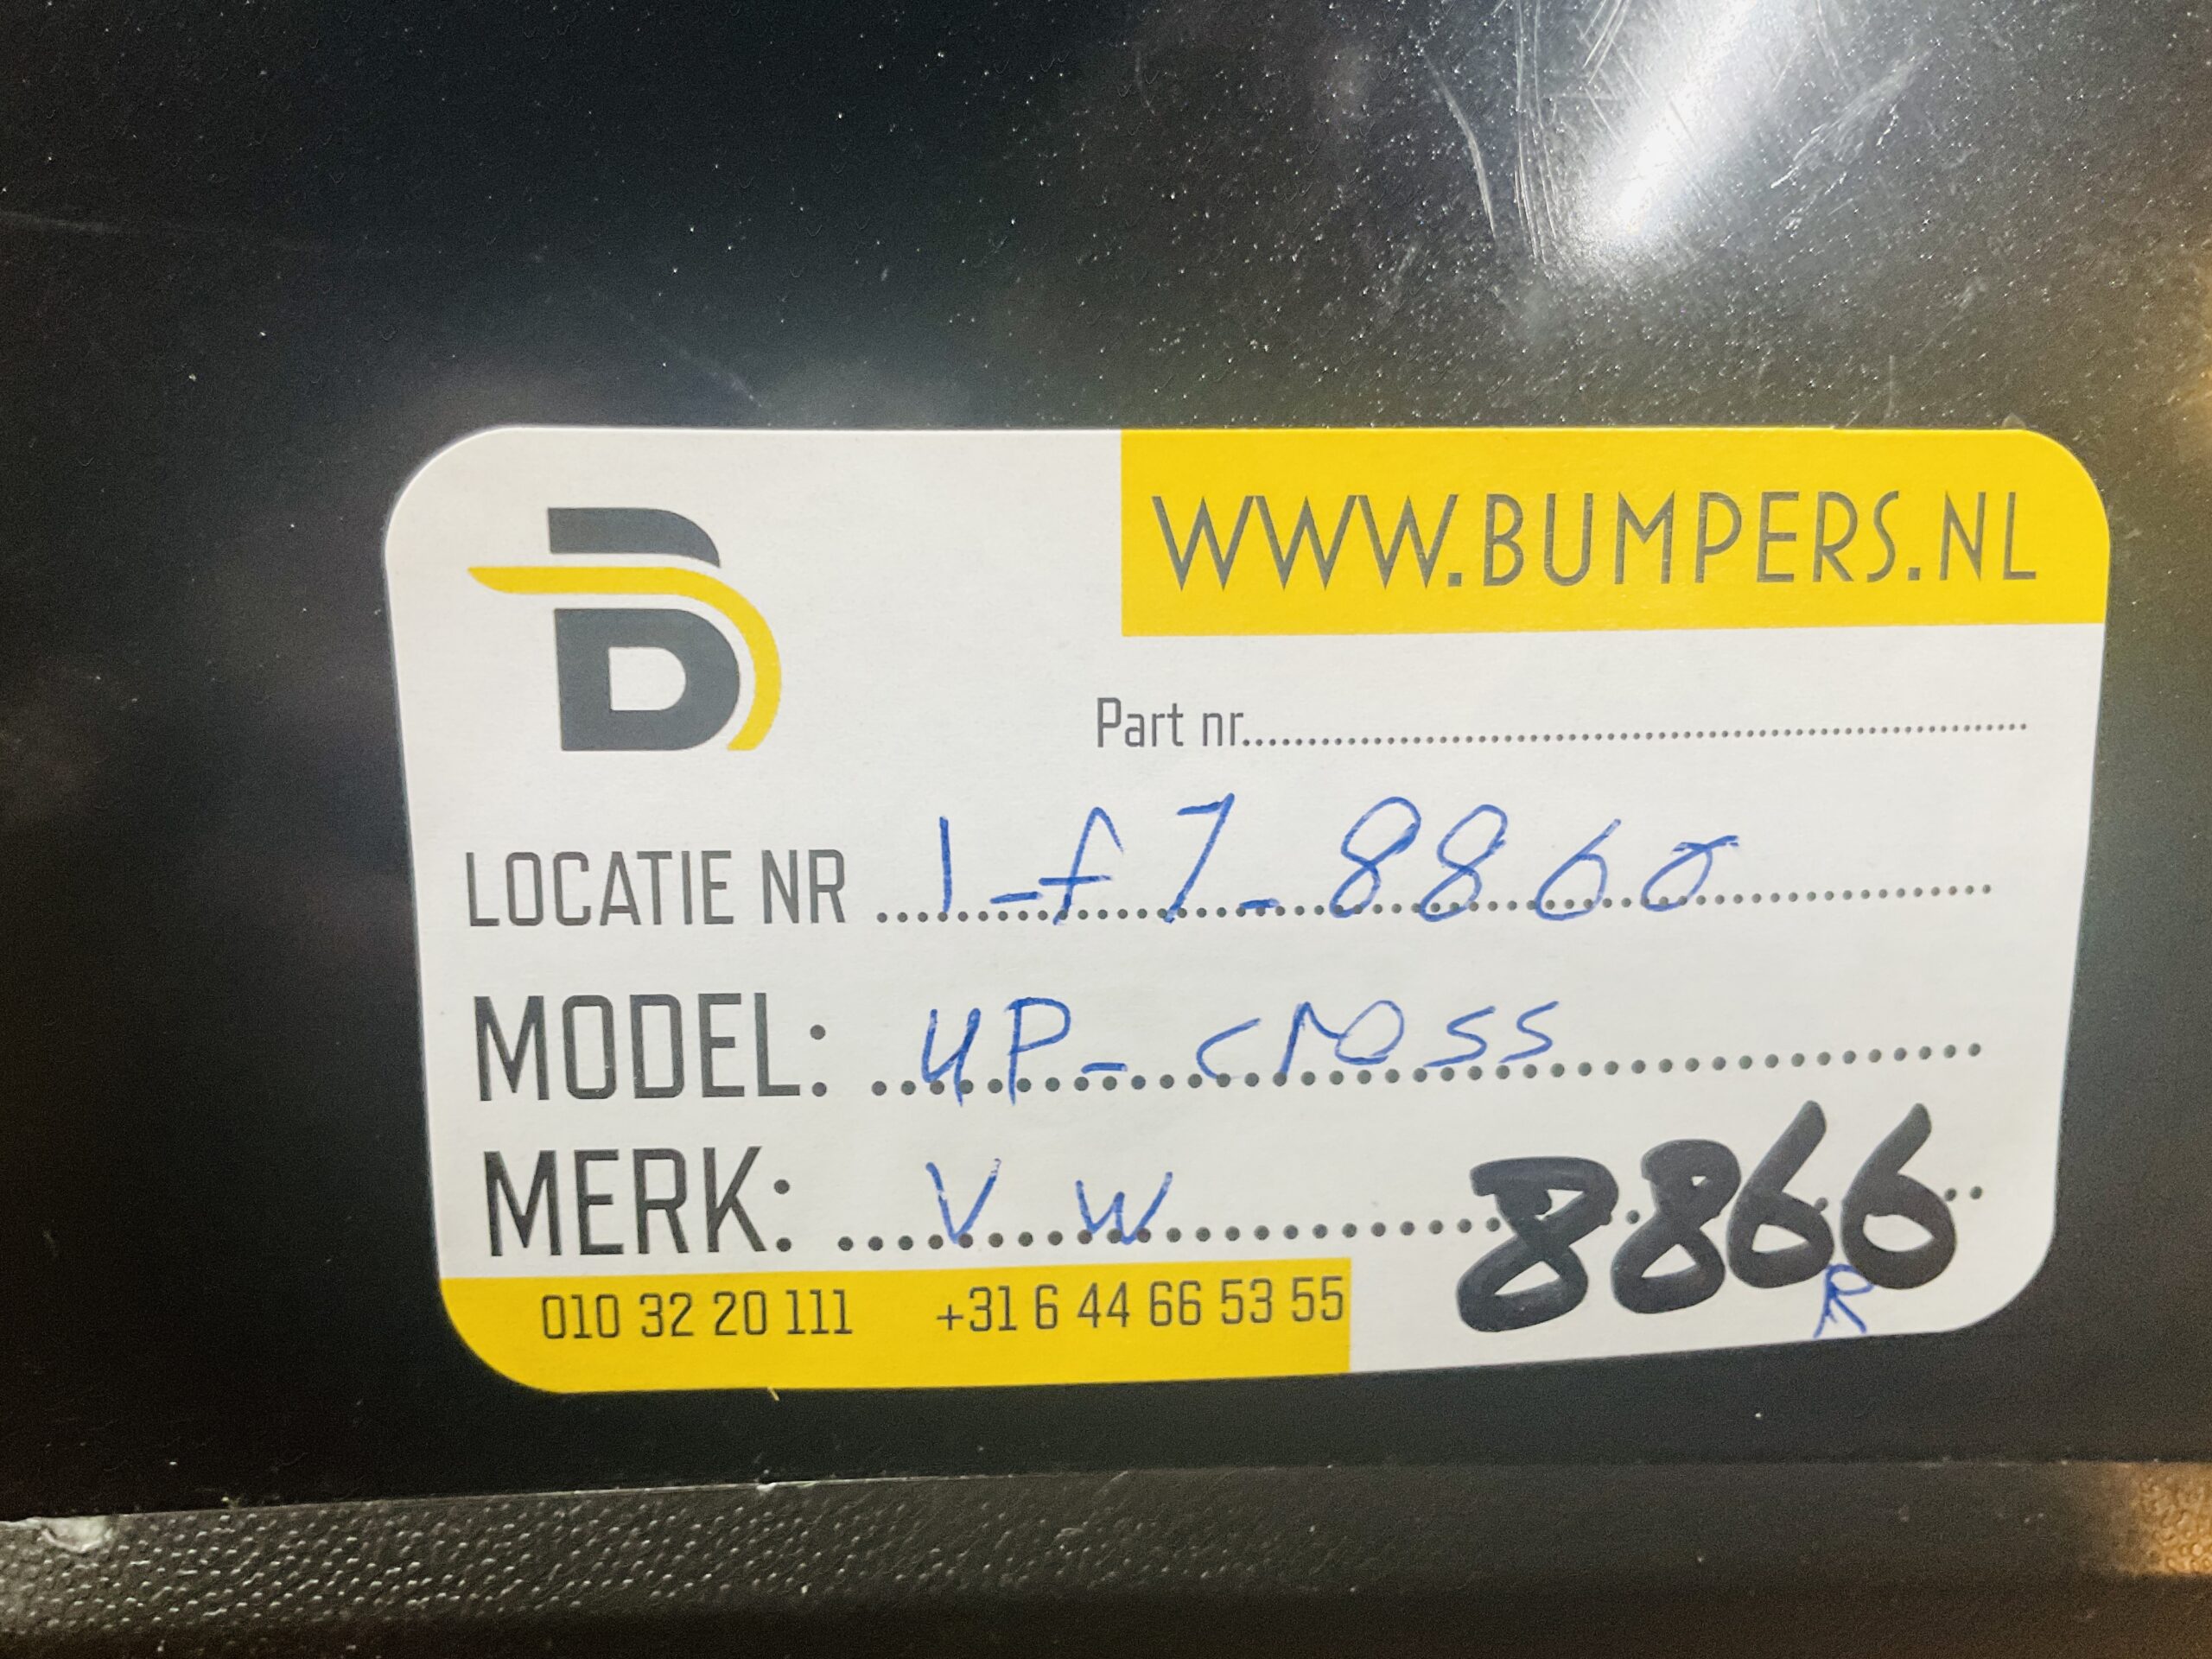 WWW.BUMPERS.NL
Part nr..........
LOCATIE NR 1-f7-8860
MODEL: UP-cross
MERK: VW
8866
R
010 32 20 111 +31 6 44 66 53 55